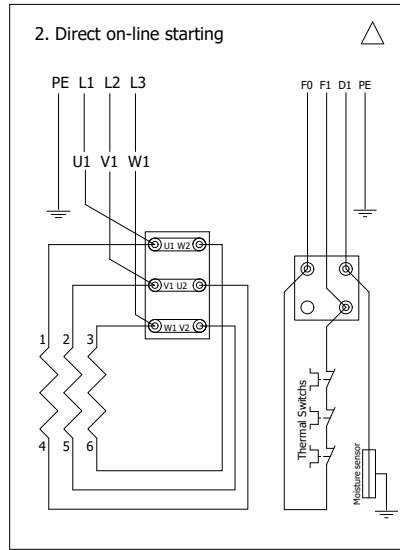 2. Direct on-line starting
PE L1 L2 L3
F0 F1 D1 PE
U1 V1 W1
U1 W2
V1 U2
W1 V2
1 2 3
4 5 6
Thermal Switchs
Moisture sensor